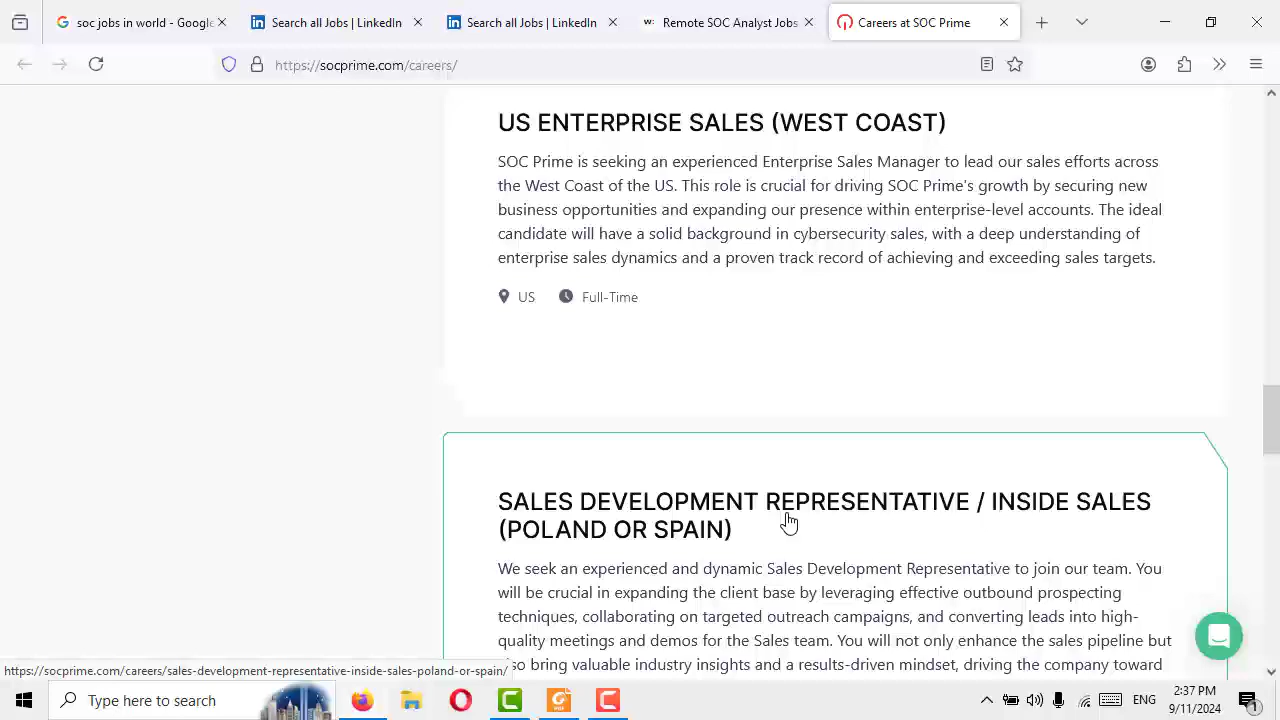 soc jobs in world - Google
Search all Jobs | LinkedIn
Search all Jobs | LinkedIn
Remote SOC Analyst Jobs
Careers at SOC Prime
https://socprime.com/careers/
US ENTERPRISE SALES (WEST COAST)
SOC Prime is seeking an experienced Enterprise Sales Manager to lead our sales efforts across
the West Coast of the US. This role is crucial for driving SOC Prime's growth by securing new
business opportunities and expanding our presence within enterprise-level accounts. The ideal
candidate will have a solid background in cybersecurity sales, with a deep understanding of
enterprise sales dynamics and a proven track record of achieving and exceeding sales targets.
US Full-Time
SALES DEVELOPMENT REPRESENTATIVE / INSIDE SALES
(POLAND OR SPAIN)
We seek an experienced and dynamic Sales Development Representative to join our team. You
will be crucial in expanding the client base by leveraging effective outbound prospecting
techniques, collaborating on targeted outreach campaigns, and converting leads into high-
quality meetings and demos for the Sales team. You will not only enhance the sales pipeline but
also bring valuable industry insights and a results-driven mindset, driving the company toward
https://socprime.com/careers/sales-development-representative-inside-sales-poland-or-spain/
Type here to search
ENG
2:37 PM
9/11/2024